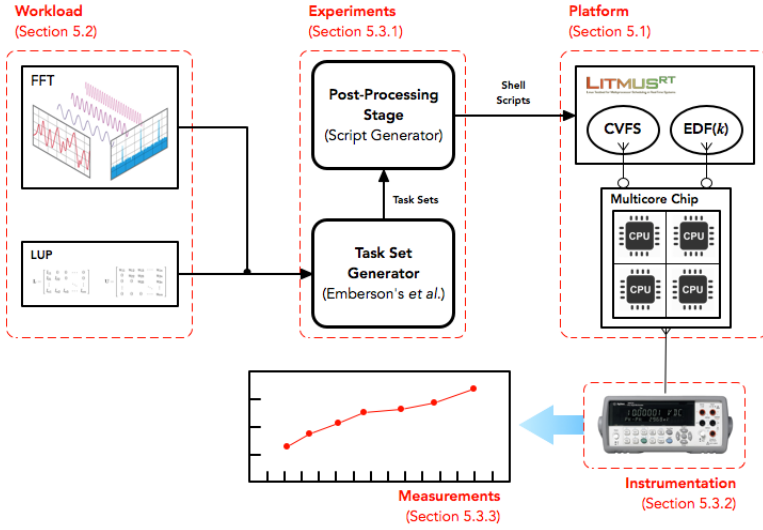 Workload
(Section 5.2)
Experiments
(Section 5.3.1)
Platform
(Section 5.1)
FFT
LUP
Post-Processing
Stage
(Script Generator)
Task Sets
Task Set
Generator
(Emberson's et al.)
Shell
Scripts
LITMUSRT
CVFS
EDF(k)
Multicore Chip
CPU
CPU
CPU
CPU
Instrumentation
(Section 5.3.2)
Measurements
(Section 5.3.3)